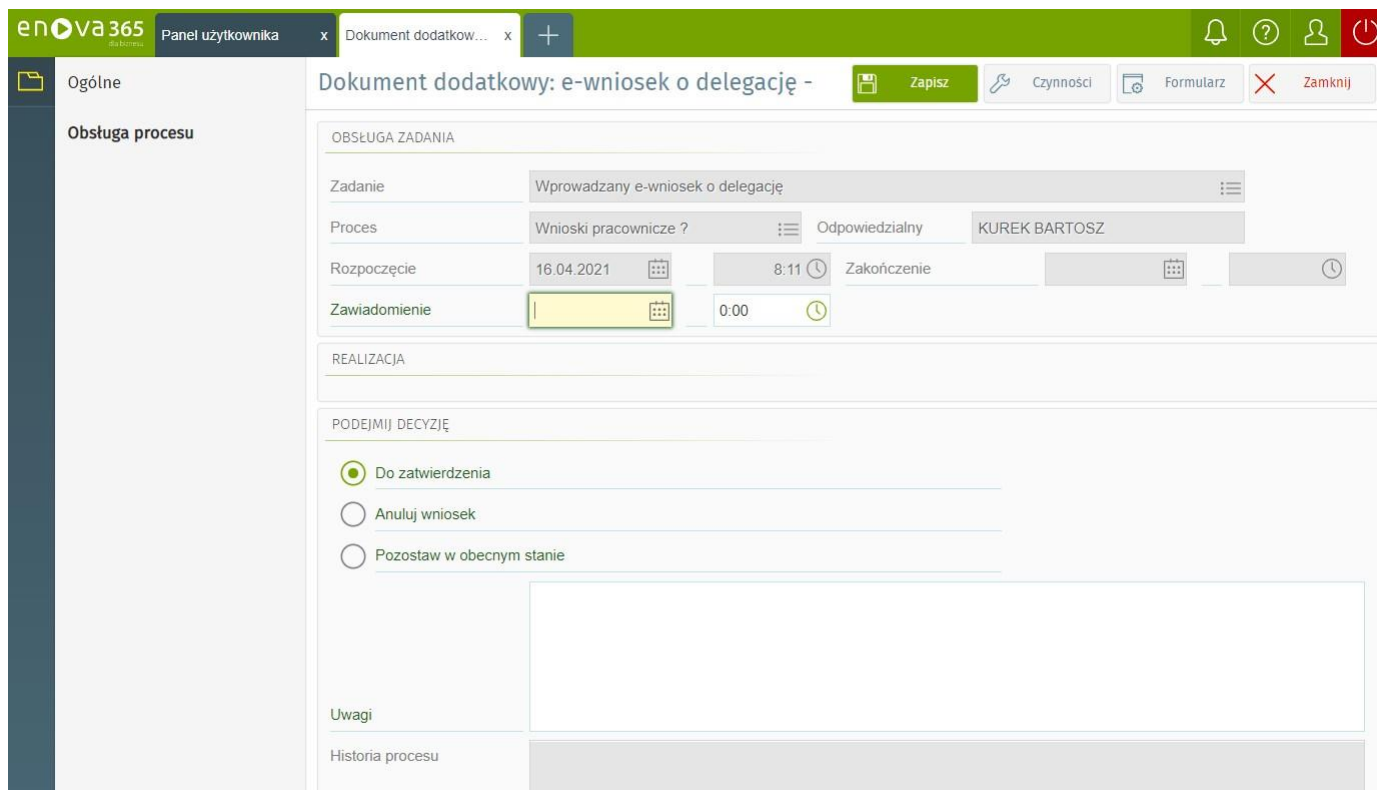 enova365 Panel użytkownika x Dokument dodatkow... x
dla biznesu
Ogólne
Obsługa procesu
Dokument dodatkowy: e-wniosek o delegację - Zapisz Czynności Formularz Zamknij
OBSŁUGA ZADANIA
Zadanie Wprowadzany e-wniosek o delegację
Proces Wnioski pracownicze ? Odpowiedzialny KUREK BARTOSZ
Rozpoczęcie 16.04.2021 8:11 Zakończenie
Zawiadomienie 0:00
REALIZACJA
PODEJMIJ DECYZJĘ
Do zatwierdzenia
Anuluj wniosek
Pozostaw w obecnym stanie
Uwagi
Historia procesu